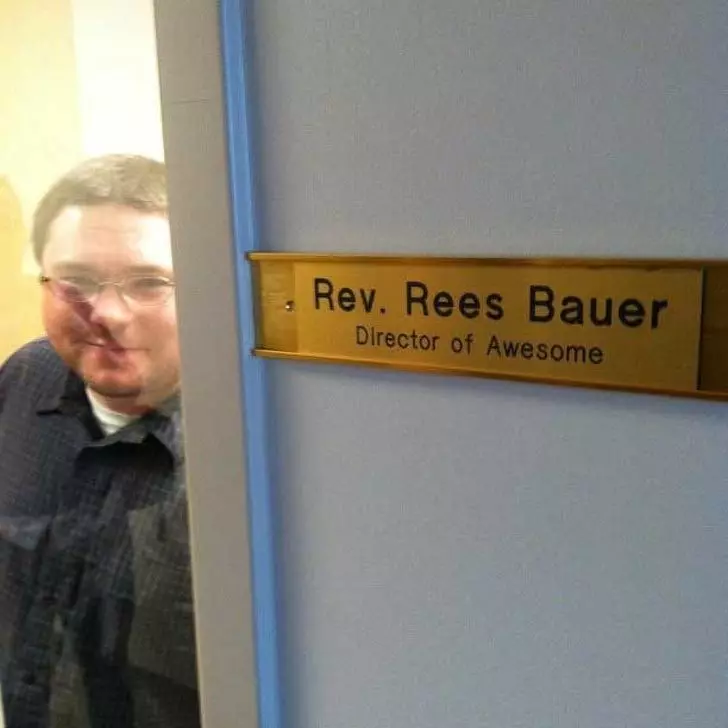 Rev. Rees Bauer
Director of Awesome